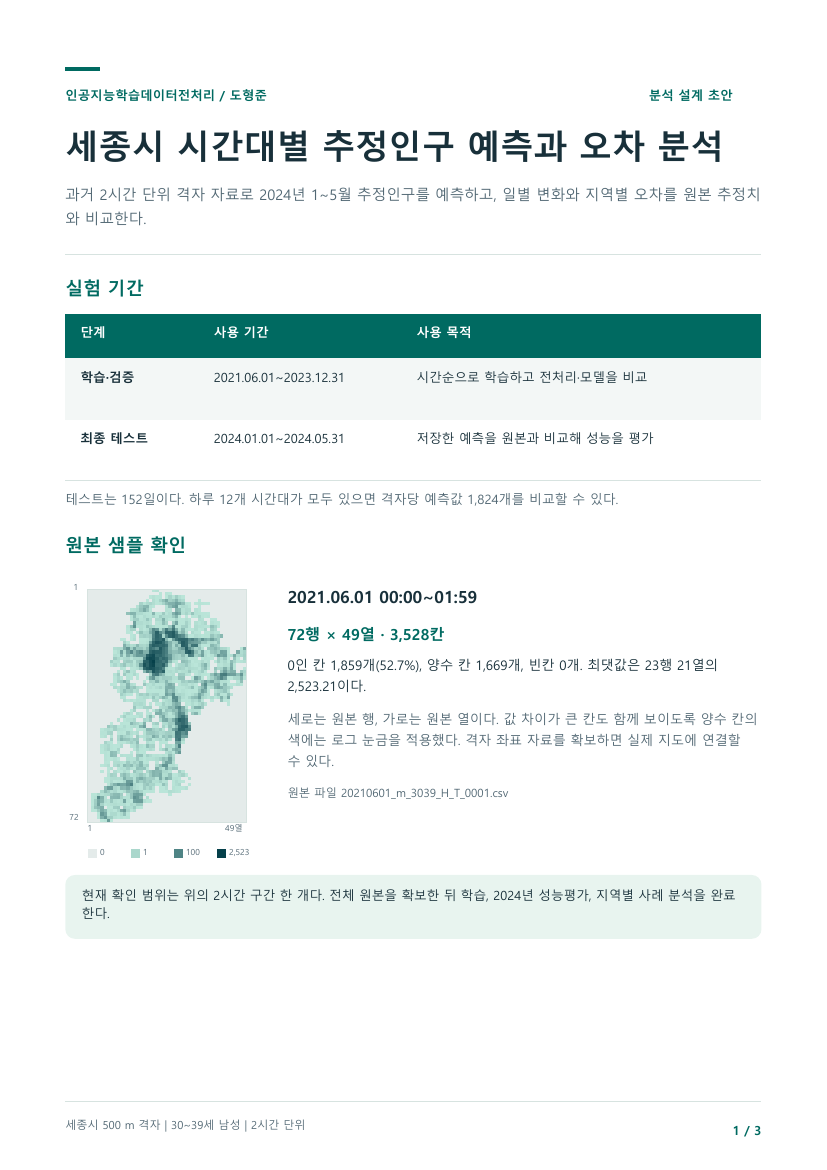 인공지능학습데이터전처리 / 도형준
분석 설계 초안
세종시 시간대별 추정인구 예측과 오차 분석
과거 2시간 단위 격자 자료로 2024년 1~5월 추정인구를 예측하고, 일별 변화와 지역별 오차를 원본 추정치
와 비교한다.
실험 기간
단계 사용 기간 사용 목적
학습·검증 2021.06.01~2023.12.31 시간순으로 학습하고 전처리·모델을 비교
최종 테스트 2024.01.01~2024.05.31 저장한 예측을 원본과 비교해 성능을 평가
테스트는 152일이다. 하루 12개 시간대가 모두 있으면 격자당 예측값 1,824개를 비교할 수 있다.
원본 샘플 확인
1
72
1 49열
0 1 100 2,523
2021.06.01 00:00~01:59
72행 × 49열 · 3,528칸
0인 칸 1,859개(52.7%), 양수 칸 1,669개, 빈칸 0개. 최댓값은 23행 21열의
2,523.21이다.
세로는 원본 행, 가로는 원본 열이다. 값 차이가 큰 칸도 함께 보이도록 양수 칸의
색에는 로그 눈금을 적용했다. 격자 좌표 자료를 확보하면 실제 지도에 연결할
수 있다.
원본 파일 20210601_m_3039_H_T_0001.csv
현재 확인 범위는 위의 2시간 구간 한 개다. 전체 원본을 확보한 뒤 학습, 2024년 성능평가, 지역별 사례 분석을 완료
한다.
세종시 500 m 격자 | 30~39세 남성 | 2시간 단위
1 / 3